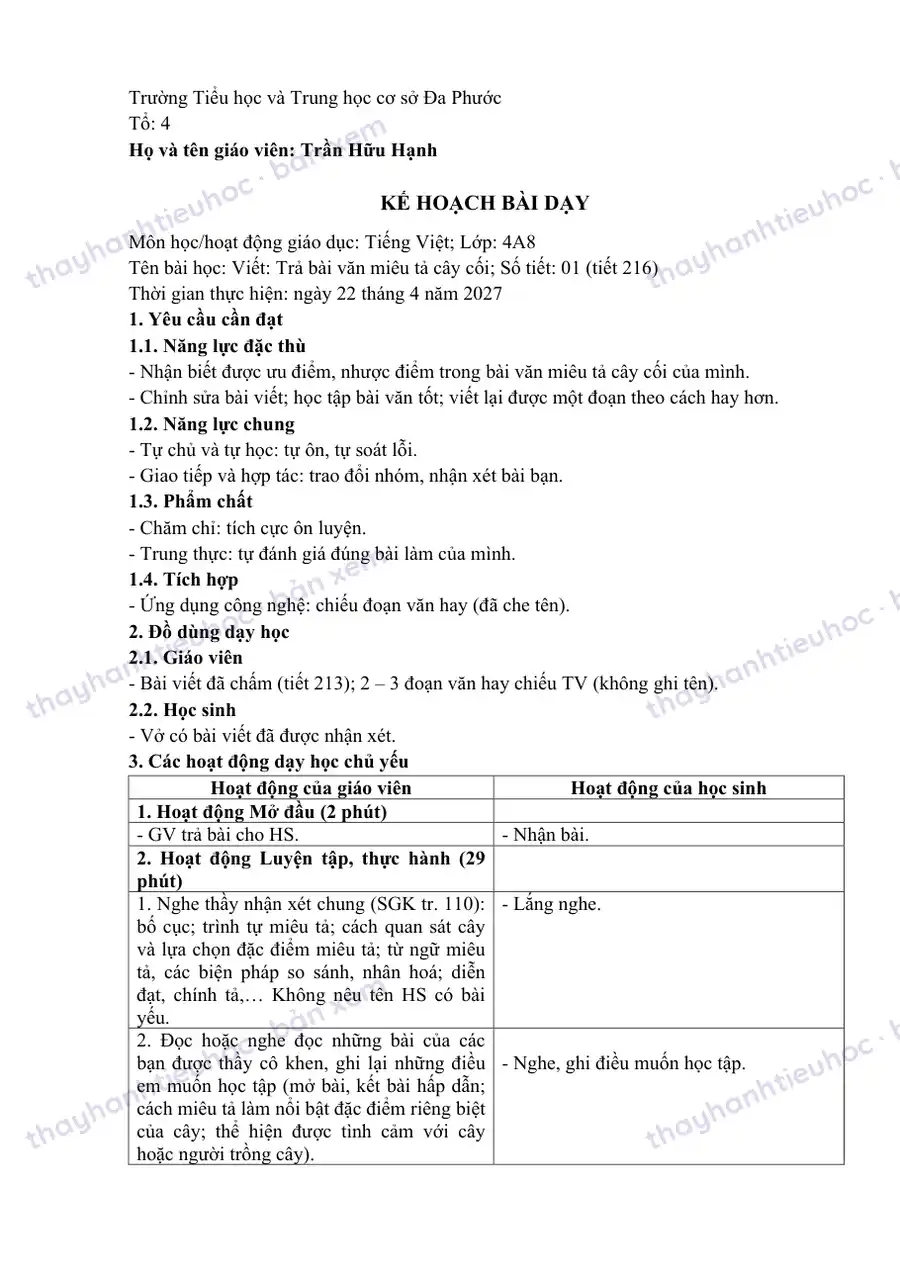 Trường Tiểu học và Trung học cơ sở Đa Phước
Tổ: 4
Họ và tên giáo viên: Trần Hữu Hạnh
KẾ HOẠCH BÀI DẠY
Môn học/hoạt động giáo dục: Tiếng Việt; Lớp: 4A8
Tên bài học: Viết: Trả bài văn miêu tả cây cối; Số tiết: 01 (tiết 216)
Thời gian thực hiện: ngày 22 tháng 4 năm 2027
1. Yêu cầu cần đạt
1.1. Năng lực đặc thù
- Nhận biết được ưu điểm, nhược điểm trong bài văn miêu tả cây cối của mình.
- Chỉnh sửa bài viết; học tập bài văn tốt; viết lại được một đoạn theo cách hay hơn.
1.2. Năng lực chung
- Tự chủ và tự học: tự ôn, tự soát lỗi.
- Giao tiếp và hợp tác: trao đổi nhóm, nhận xét bài bạn.
1.3. Phẩm chất
- Chăm chỉ: tích cực ôn luyện.
- Trung thực: tự đánh giá đúng bài làm của mình.
1.4. Tích hợp
- Ứng dụng công nghệ: chiếu đoạn văn hay (đã che tên).
2. Đồ dùng dạy học
2.1. Giáo viên
- Bài viết đã chấm (tiết 213); 2 – 3 đoạn văn hay chiếu TV (không ghi tên).
2.2. Học sinh
- Vở có bài viết đã được nhận xét.
3. Các hoạt động dạy học chủ yếu
Hoạt động của giáo viên
Hoạt động của học sinh
1. Hoạt động Mở đầu (2 phút)
- GV trả bài cho HS.
- Nhận bài.
2. Hoạt động Luyện tập, thực hành (29
phút)
1. Nghe thầy nhận xét chung (SGK tr. 110):
bố cục; trình tự miêu tả; cách quan sát cây
và lựa chọn đặc điểm miêu tả; từ ngữ miêu
tả, các biện pháp so sánh, nhân hoá; diễn
đạt, chính tả,… Không nêu tên HS có bài
yếu.
- Lắng nghe.
2. Đọc hoặc nghe đọc những bài của các
bạn được thầy cô khen, ghi lại những điều
em muốn học tập (mở bài, kết bài hấp dẫn;
cách miêu tả làm nổi bật đặc điểm riêng biệt
của cây; thể hiện được tình cảm với cây
hoặc người trồng cây).
- Nghe, ghi điều muốn học tập.
thayhanhtieuhoc · bản xem
thayhanhtieuhoc · b
thayhanhtieuhoc · bản xem
thayhanhtieuhoc · b
thayhanhtieuhoc · bản xem
thayhanhtieuhoc · b